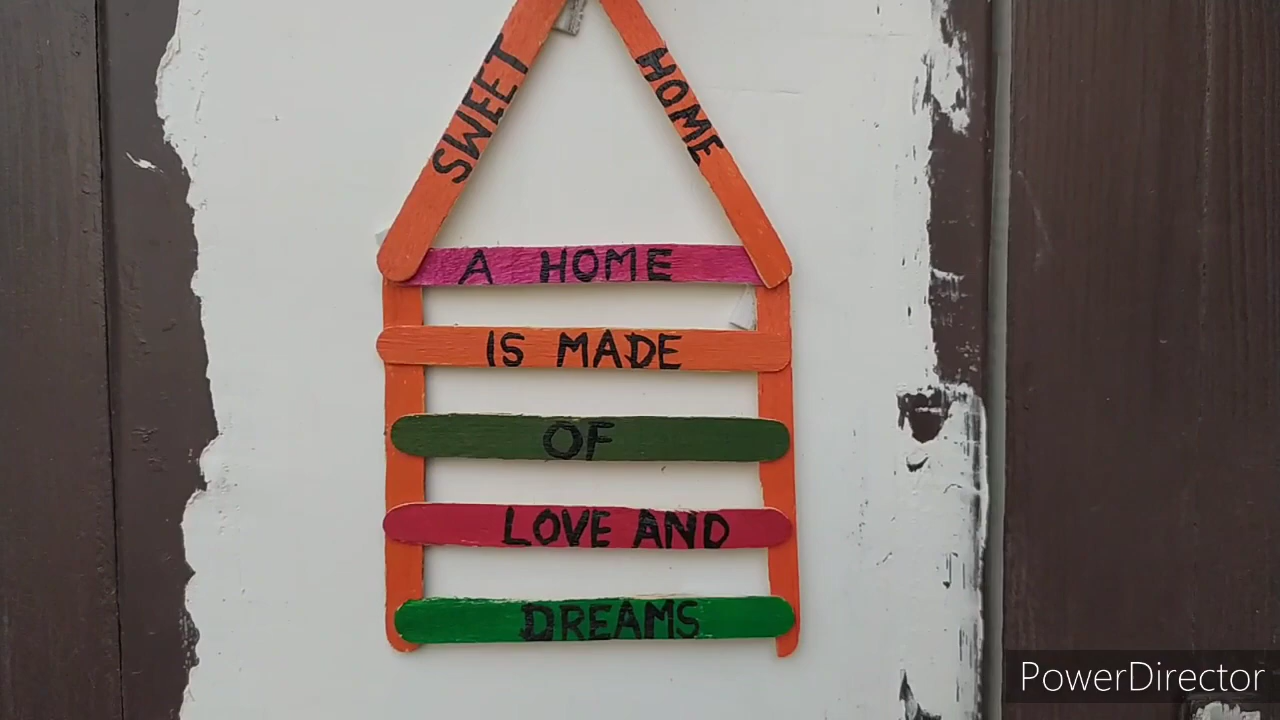 SWEET HOME
A HOME
IS MADE
OF
LOVE AND
DREAMS
PowerDirector